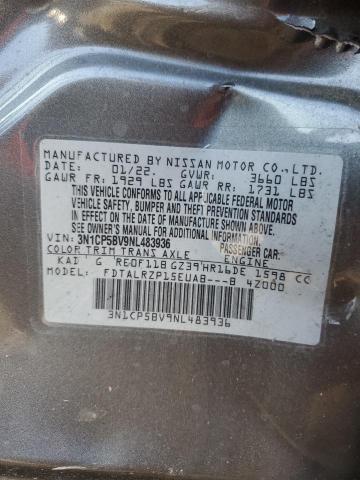 MANUFACTURED BY NISSAN MOTOR CO., LTD.
DATE: 01/22. GVWR: 3660 LBS
GAWR FR: 1929 LBS GAWR RR: 1731 LBS
THIS VEHICLE CONFORMS TO ALL APPLICABLE
FEDERAL MOTOR VEHICLE SAFETY, BUMPER AND THEFT PREVENTION
STANDARDS IN EFFECT ON THE DATE OF MANUFACTURE SHOWN ABOVE.
SEE OWNERS MANUAL FOR ADDITIONAL INFORMATION.
VIN: 3N1CP5BV9NL483936 PASSENGER CAR.
COLOR TRIM TRANS AXLE ENGINE
KAD G RE0F11B GZ39 HR16DE 1598 CC
MODEL: FDTALRZP15EUA8---B 4Z000
3N1CP5BV9NL483936